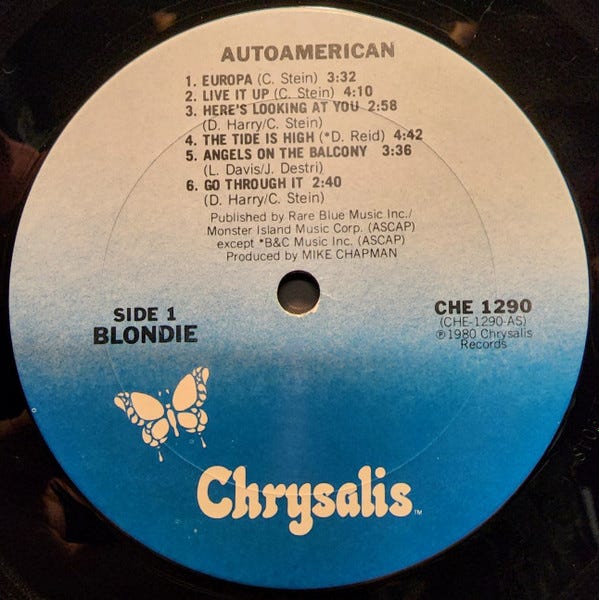 AUTOAMERICAN
1. EUROPA (C. Stein) 3:32
2. LIVE IT UP (C. Stein) 4:10
3. HERE'S LOOKING AT YOU 2:58
(D. Harry/C. Stein)
4. THE TIDE IS HIGH (*D. Reid) 4:42
5. ANGELS ON THE BALCONY 3:36
(L. Davis/J. Destri)
6. GO THROUGH IT 2:40
(D. Harry/C. Stein)
Published by Rare Blue Music Inc./
Monster Island Music Corp. (ASCAP)
except *B&C Music Inc. (ASCAP)
Produced by MIKE CHAPMAN
SIDE 1
BLONDIE
CHE 1290
(CHE-1290-AS)
℗1980 Chrysalis
Records
Chrysalis™